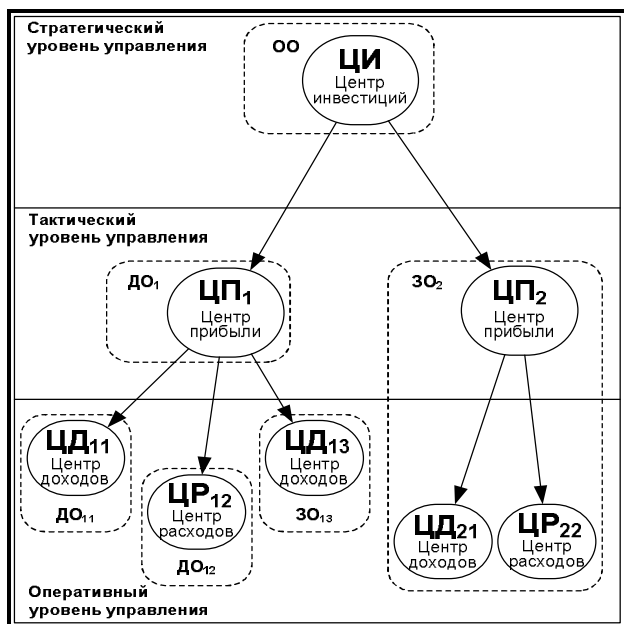 Стратегический
уровень управления
ОО
ЦИ
Центр
инвестиций
Тактический
уровень управления
ДО₁
ЦП₁
Центр
прибыли
ЗО₂
ЦП₂
Центр
прибыли
ЦД₁₁
Центр
доходов
ДО₁₁
ЦР₁₂
Центр
расходов
ДО₁₂
ЦД₁₃
Центр
доходов
ЗО₁₃
ЦД₂₁
Центр
доходов
ЦР₂₂
Центр
расходов
Оперативный
уровень управления